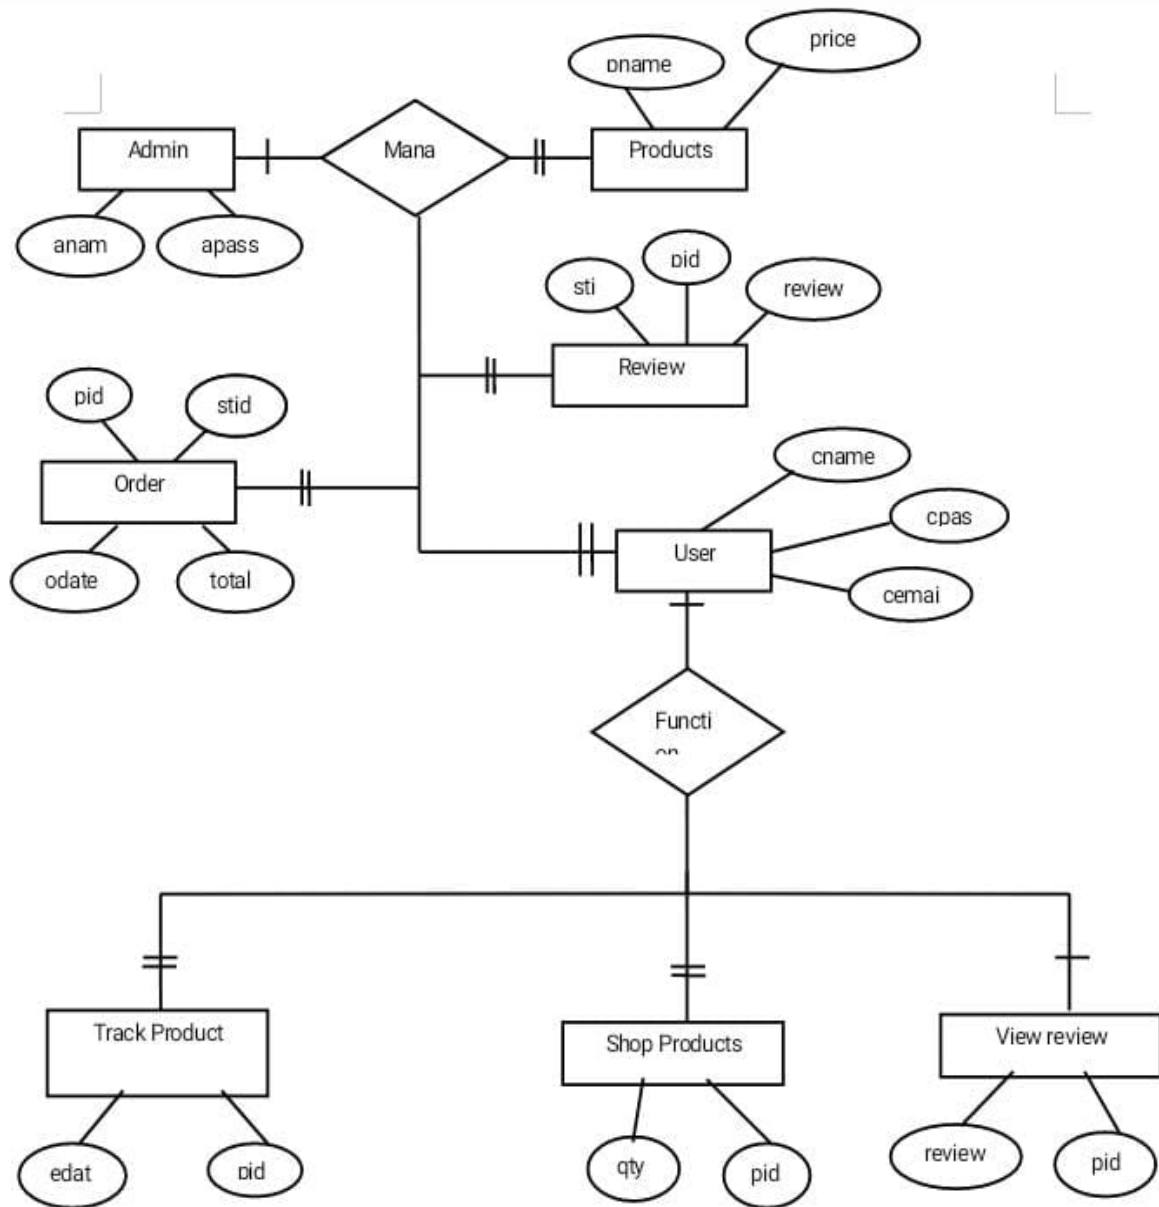 price
pname
Admin
Mana
Products
anam
apass
pid
sti
review
Review
pid
stid
Order
cname
cpas
User
odate
total
cemai
Functi
on
Track Product
Shop Products
View review
edat
pid
qty
pid
review
pid